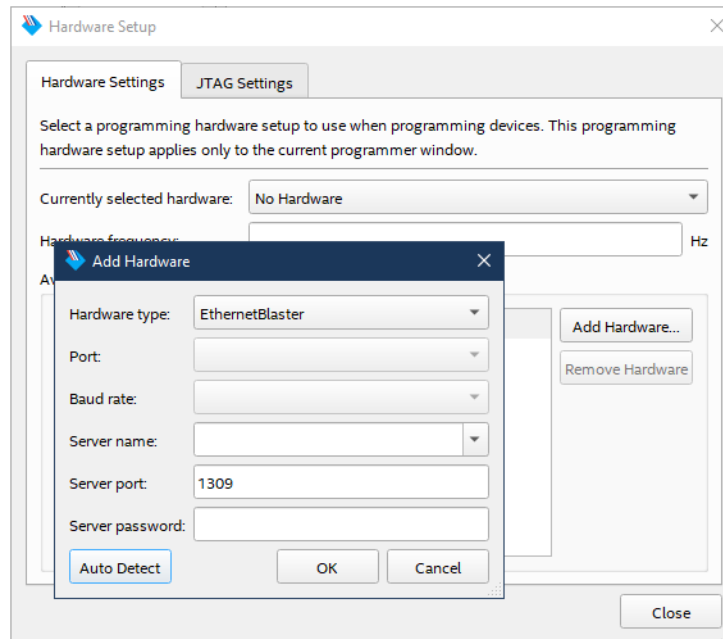 Hardware Setup
Hardware Settings
JTAG Settings
Select a programming hardware setup to use when programming devices. This programming
hardware setup applies only to the current programmer window.
Currently selected hardware: No Hardware
Hz
Add Hardware
Hardware type: EthernetBlaster
Add Hardware...
Port:
Remove Hardware
Baud rate:
Server name:
Server port: 1309
Server password:
Auto Detect
OK
Cancel
Close